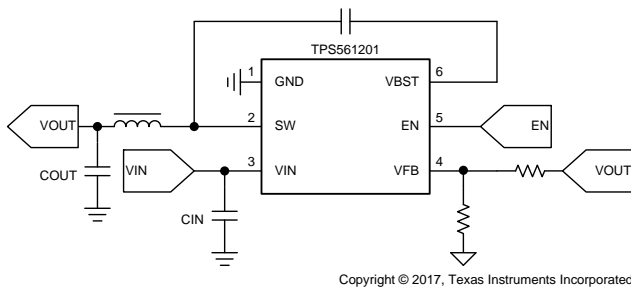 TPS561201
1 GND VBST 6
VOUT 2 SW EN 5 EN
COUT VIN 3 VIN VFB 4 VOUT
CIN
Copyright © 2017, Texas Instruments Incorporated